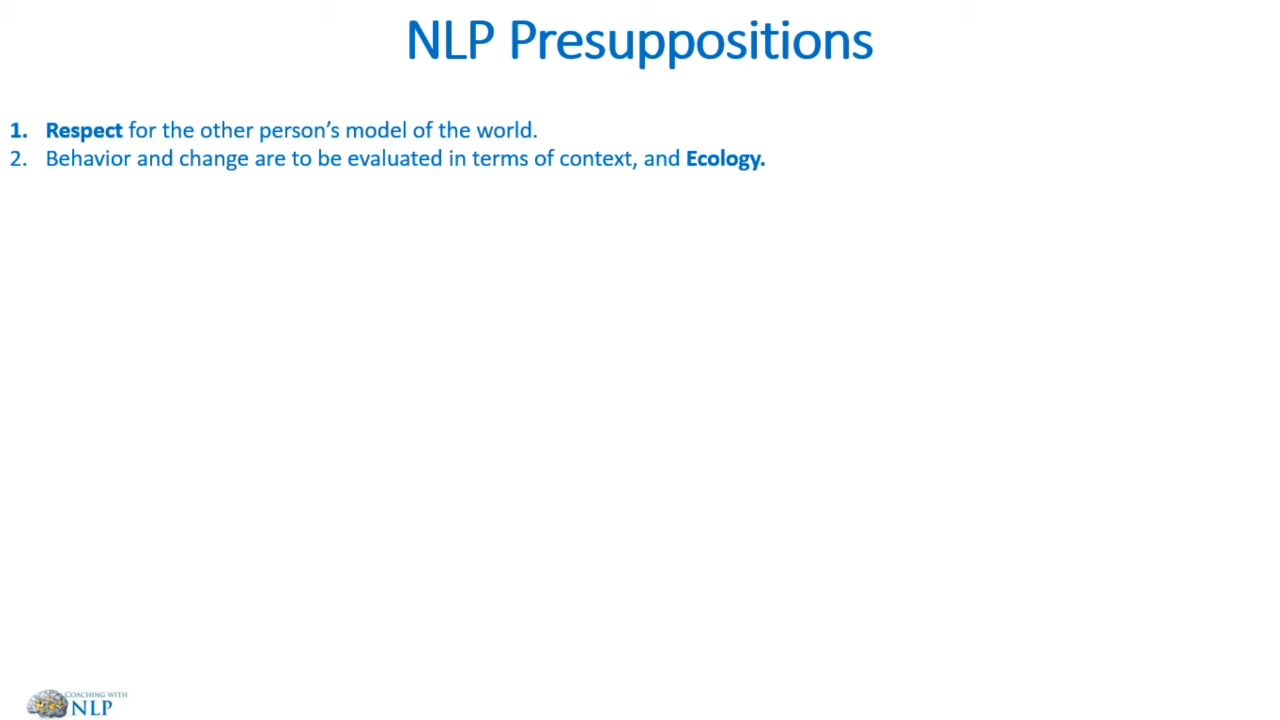 NLP Presuppositions
1. Respect for the other person's model of the world.
2. Behavior and change are to be evaluated in terms of context, and Ecology.
COACHING WITH
NLP